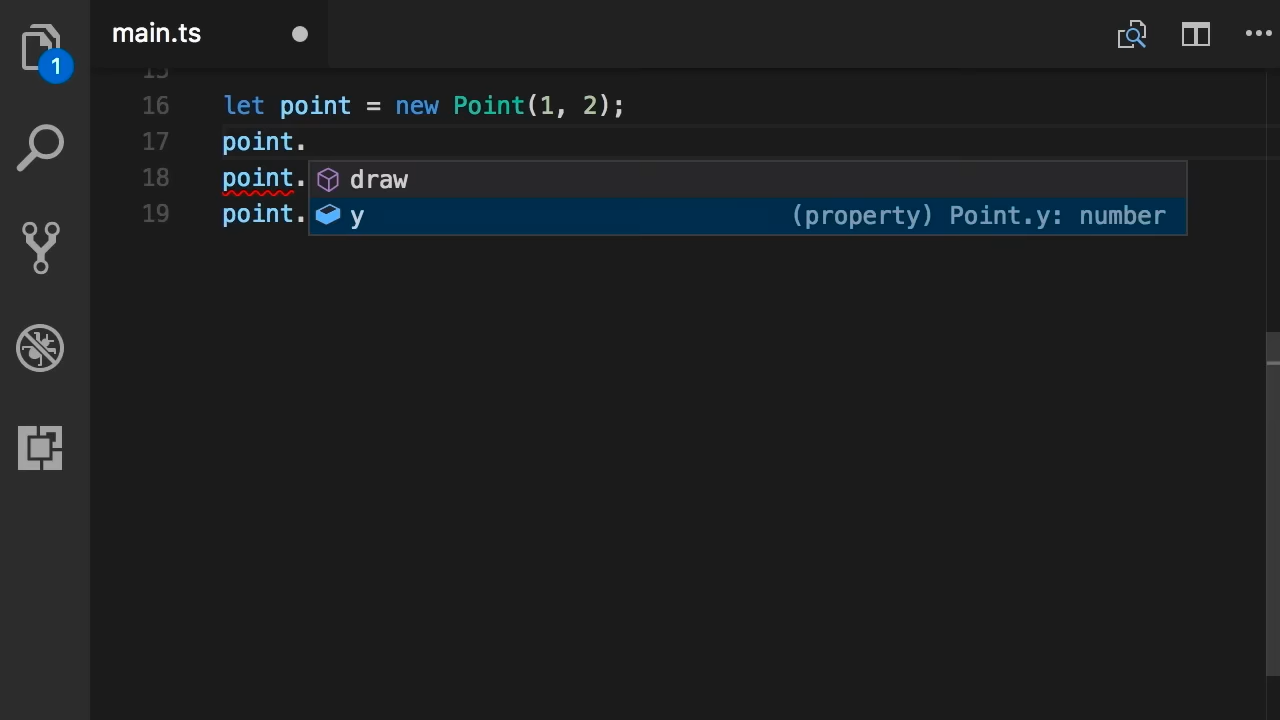 main.ts
1
15
16 let point = new Point(1, 2);
17 point.
18 point.
draw
19 point.
y (property) Point.y: number